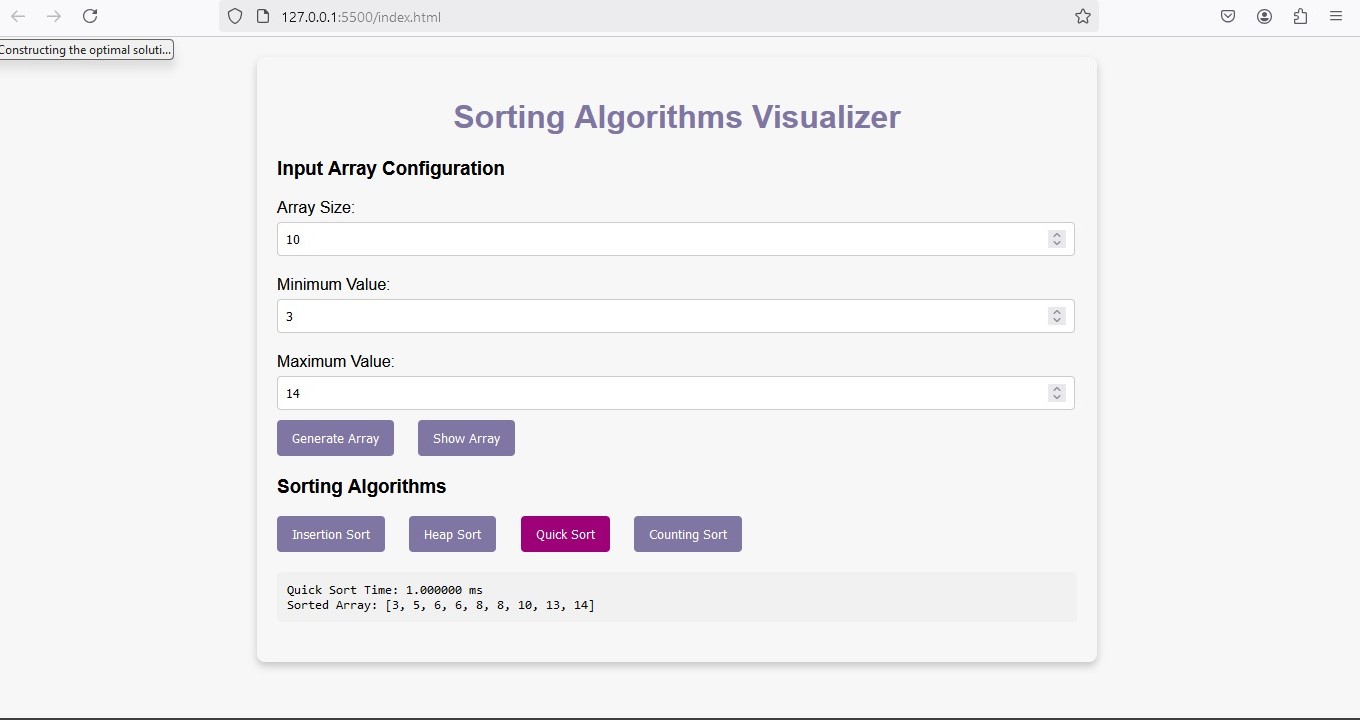 127.0.0.1:5500/index.html
Constructing the optimal soluti...
Sorting Algorithms Visualizer
Input Array Configuration
Array Size:
10
Minimum Value:
3
Maximum Value:
14
Generate Array Show Array
Sorting Algorithms
Insertion Sort Heap Sort Quick Sort Counting Sort
Quick Sort Time: 1.000000 ms
Sorted Array: [3, 5, 6, 6, 8, 8, 10, 13, 14]